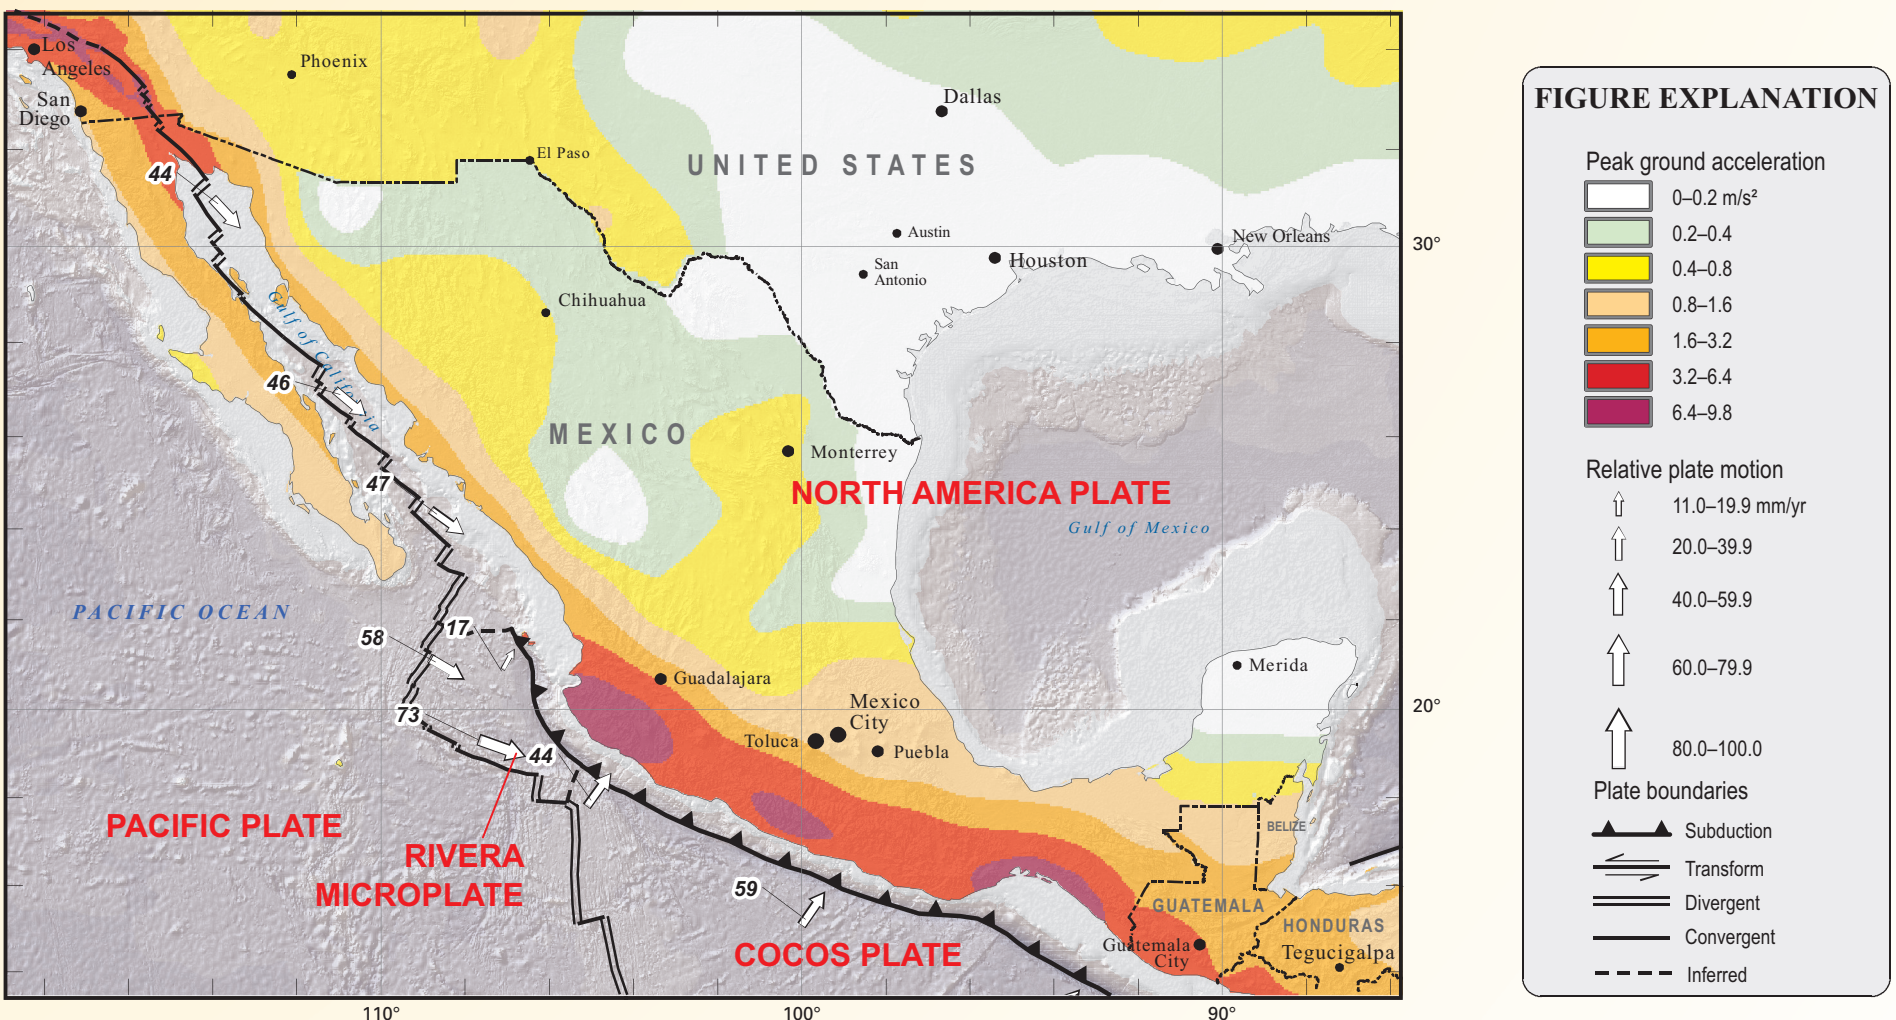 Los
Angeles
San
Diego
Phoenix
El Paso
Dallas
UNITED STATES
Austin
San
Antonio
Houston
New Orleans
30°
44
Gulf of California
Chihuahua
46
MEXICO
Monterrey
47
NORTH AMERICA PLATE
Gulf of Mexico
PACIFIC OCEAN
58
17
73
44
Guadalajara
Merida
Mexico
City
Toluca
Puebla
20°
PACIFIC PLATE
RIVERA
MICROPLATE
BELIZE
59
COCOS PLATE
GUATEMALA
Guatemala
City
HONDURAS
Tegucigalpa
110°
100°
90°
FIGURE EXPLANATION
Peak ground acceleration
0–0.2 m/s²
0.2–0.4
0.4–0.8
0.8–1.6
1.6–3.2
3.2–6.4
6.4–9.8
Relative plate motion
11.0–19.9 mm/yr
20.0–39.9
40.0–59.9
60.0–79.9
80.0–100.0
Plate boundaries
Subduction
Transform
Divergent
Convergent
Inferred